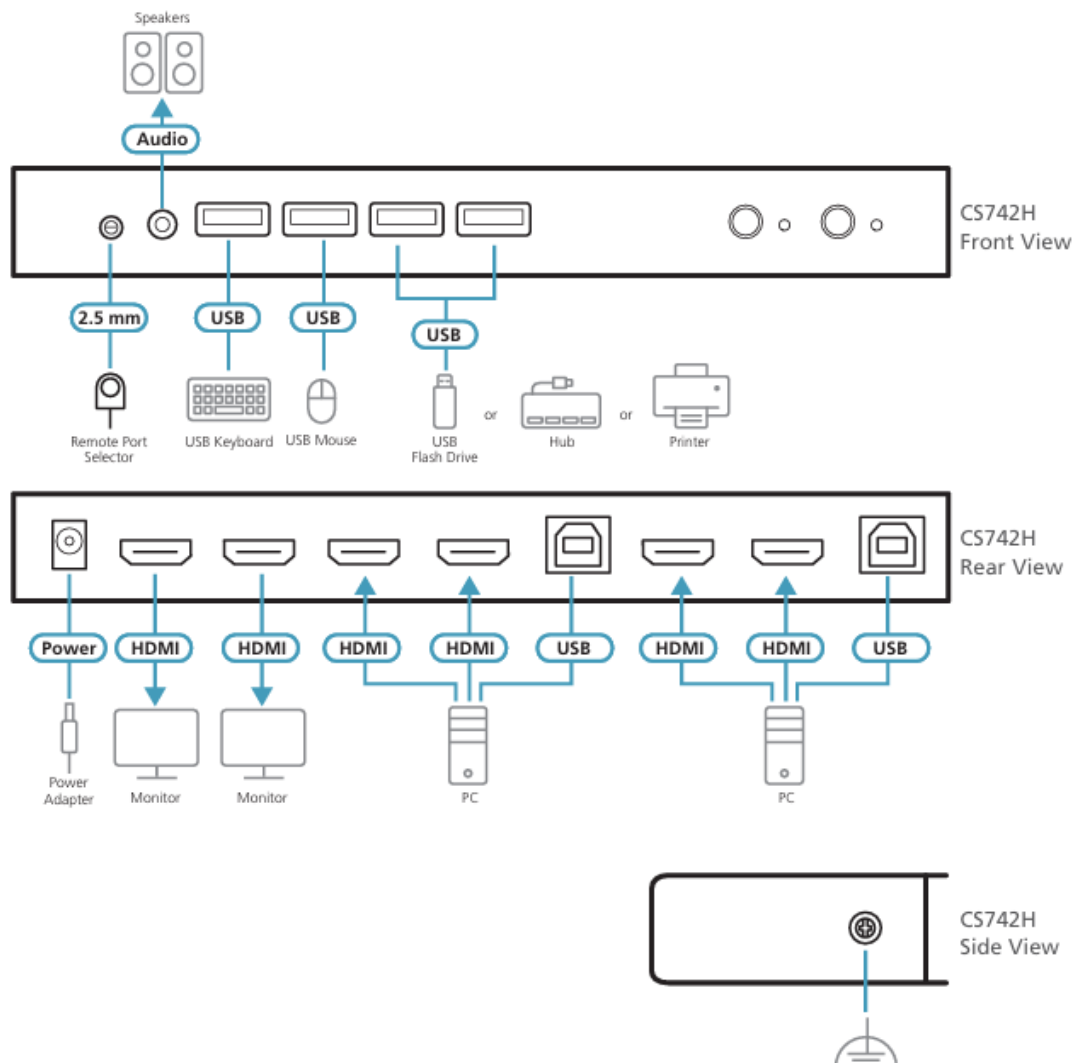 Speakers
Audio
CS742H
Front View
2.5 mm
USB
USB
USB
Remote Port
Selector
USB Keyboard
USB Mouse
USB
Flash Drive
or
Hub
or
Printer
CS742H
Rear View
Power
HDMI
HDMI
HDMI
HDMI
USB
HDMI
HDMI
USB
Power
Adapter
Monitor
Monitor
PC
PC
CS742H
Side View